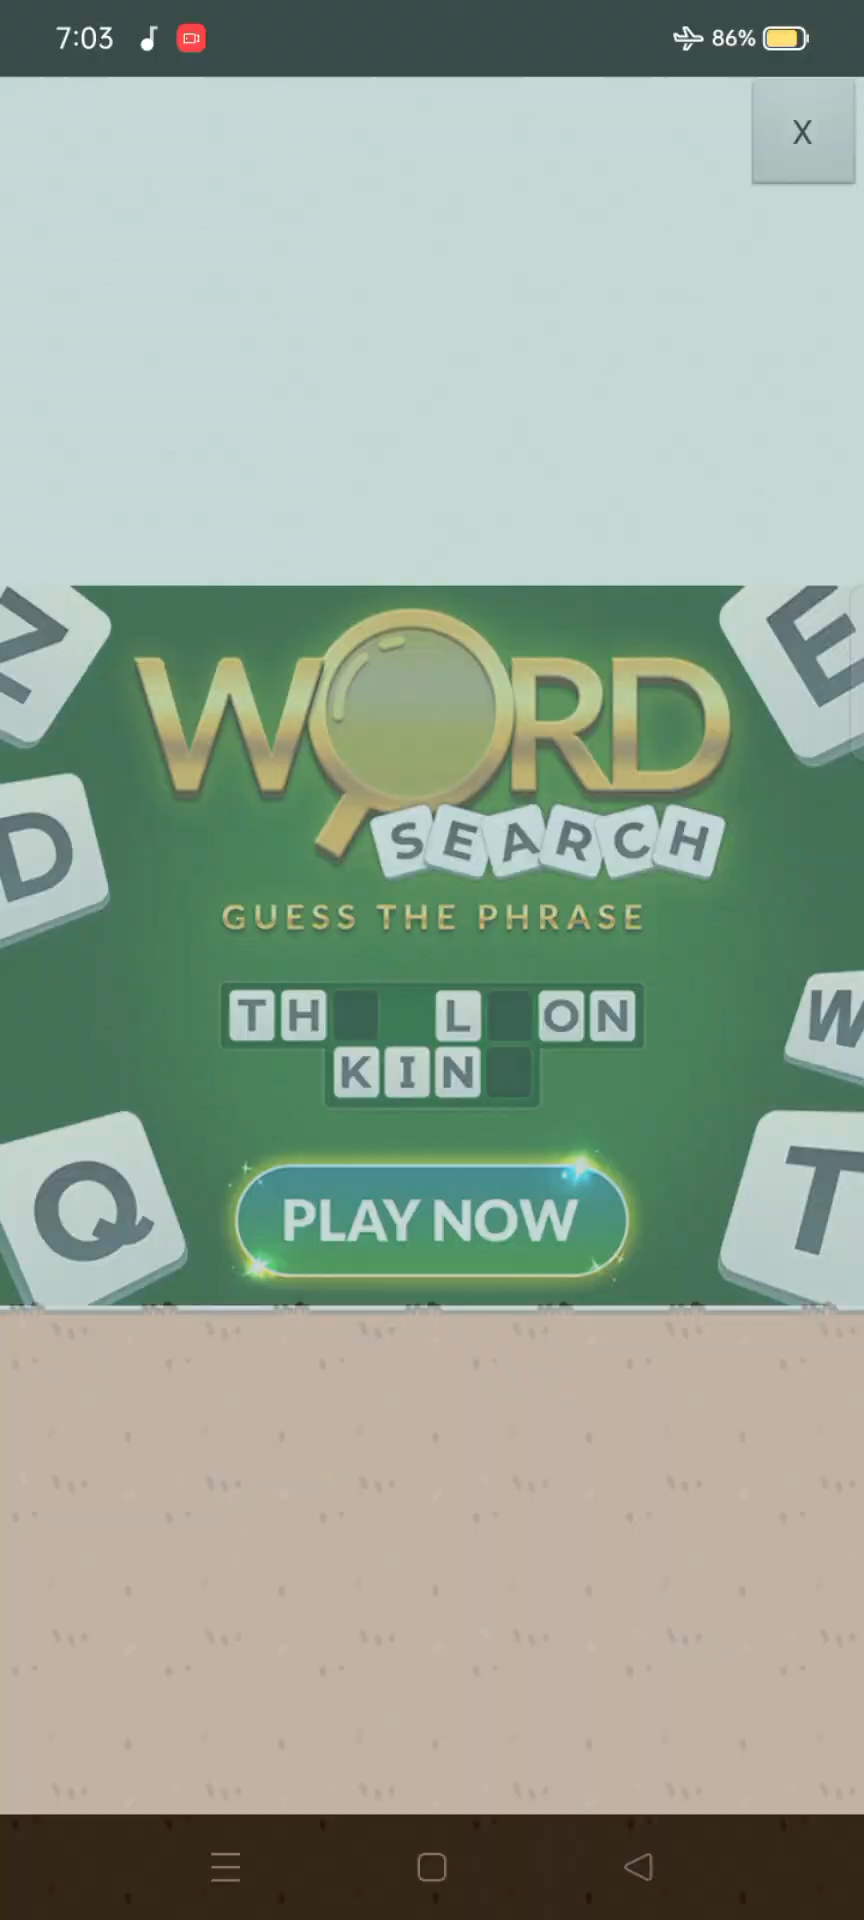 7:03 86%
X
Z E
WORD
SEARCH
D
GUESS THE PHRASE
TH L ON
W
KIN
Q T
PLAY NOW